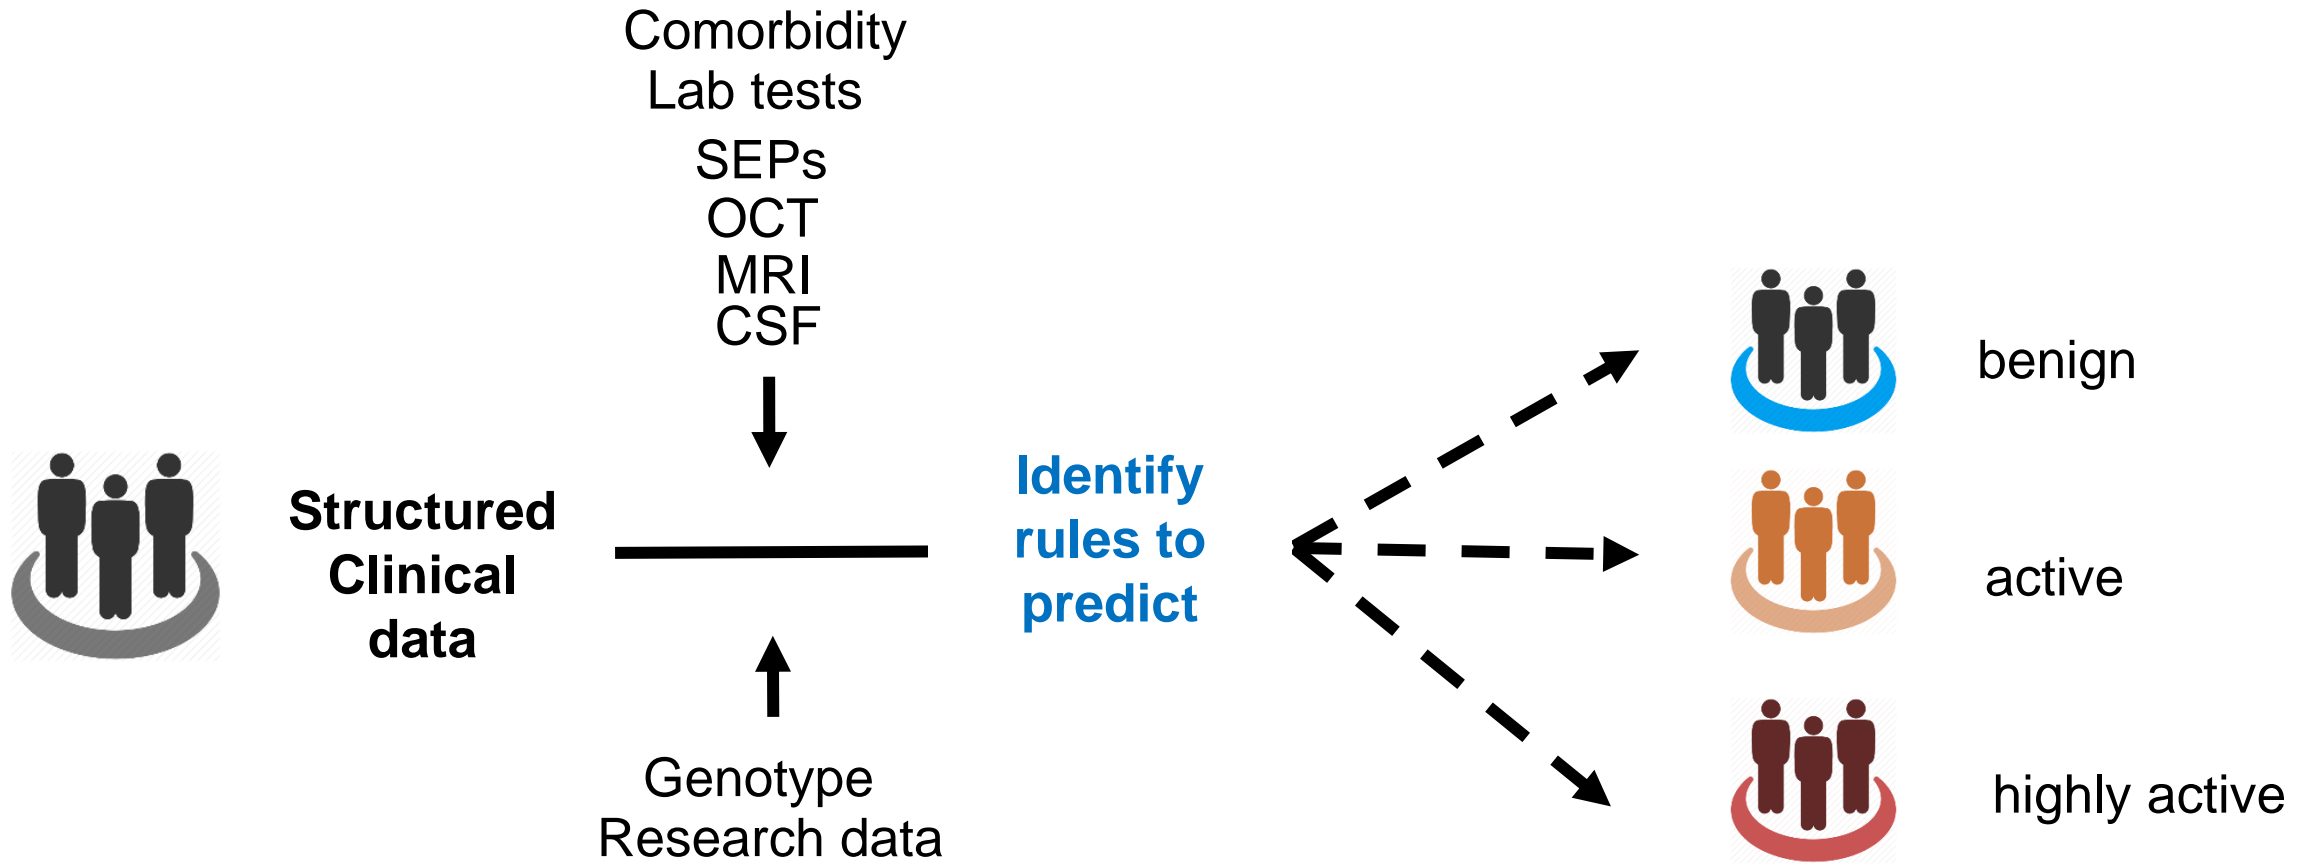 Comorbidity
Lab tests
SEPs
OCT
MRI
CSF
Structured
Clinical
data
Identify
rules to
predict
Genotype
Research data
benign
active
highly active